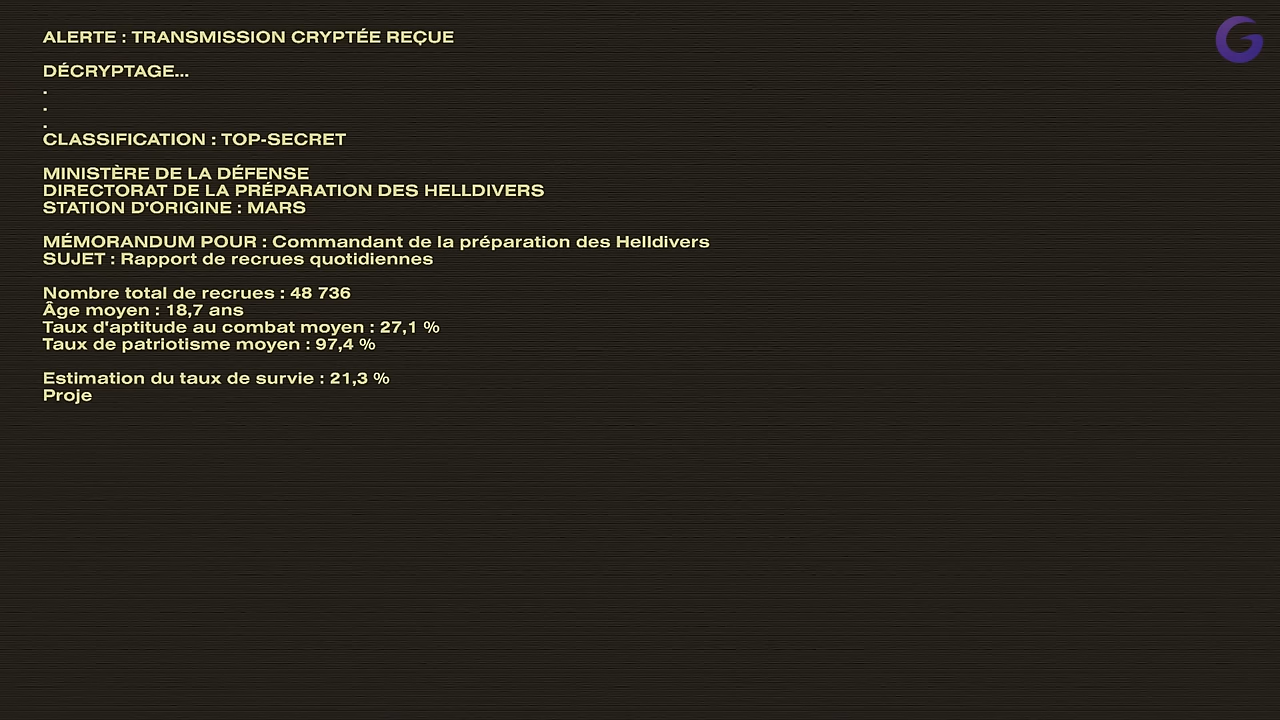 ALERTE : TRANSMISSION CRYPTÉE REÇUE
DÉCRYPTAGE...
.
.
.
CLASSIFICATION : TOP-SECRET
MINISTÈRE DE LA DÉFENSE
DIRECTORAT DE LA PRÉPARATION DES HELLDIVERS
STATION D'ORIGINE : MARS
MÉMORANDUM POUR : Commandant de la préparation des Helldivers
SUJET : Rapport de recrues quotidiennes
Nombre total de recrues : 48 736
Âge moyen : 18,7 ans
Taux d'aptitude au combat moyen : 27,1 %
Taux de patriotisme moyen : 97,4 %
Estimation du taux de survie : 21,3 %
Proje